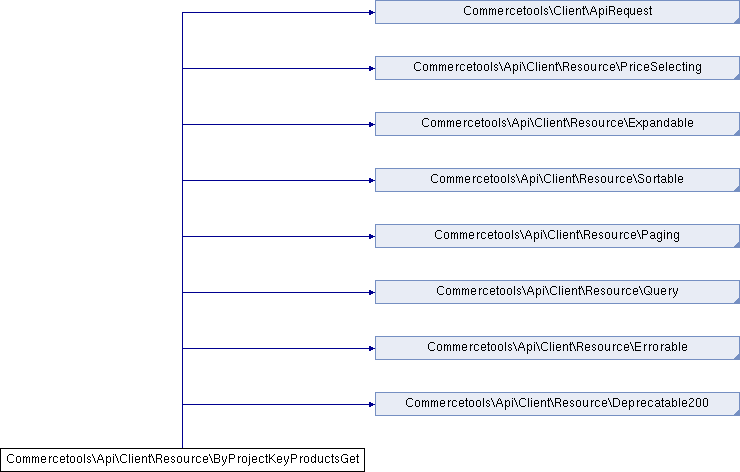 Commercetools\Client\ApiRequest
Commercetools\Api\Client\Resource\PriceSelecting
Commercetools\Api\Client\Resource\Expandable
Commercetools\Api\Client\Resource\Sortable
Commercetools\Api\Client\Resource\Paging
Commercetools\Api\Client\Resource\Query
Commercetools\Api\Client\Resource\Errorable
Commercetools\Api\Client\Resource\Deprecatable200
Commercetools\Api\Client\Resource\ByProjectKeyProductsGet